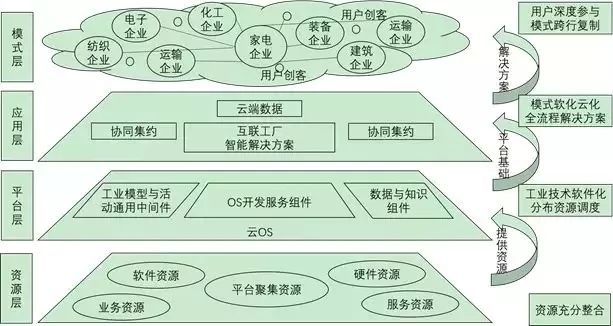 模式层
电子
企业
化工
企业
用户创客
纺织
企业
运输
企业
家电
企业
装备
企业
运输
企业
建筑
企业
用户创客
解决方案
用户深度参与
模式跨行复制
应用层
云端数据
协同集约
互联工厂
智能解决方案
协同集约
平台基础
模式软化云化
全流程解决方案
平台层
工业模型与活
动通用中间件
OS开发服务组件
数据与知识
组件
云OS
提供资源
工业技术软件化
分布资源调度
资源层
软件资源
硬件资源
平台聚集资源
业务资源
服务资源
资源充分整合